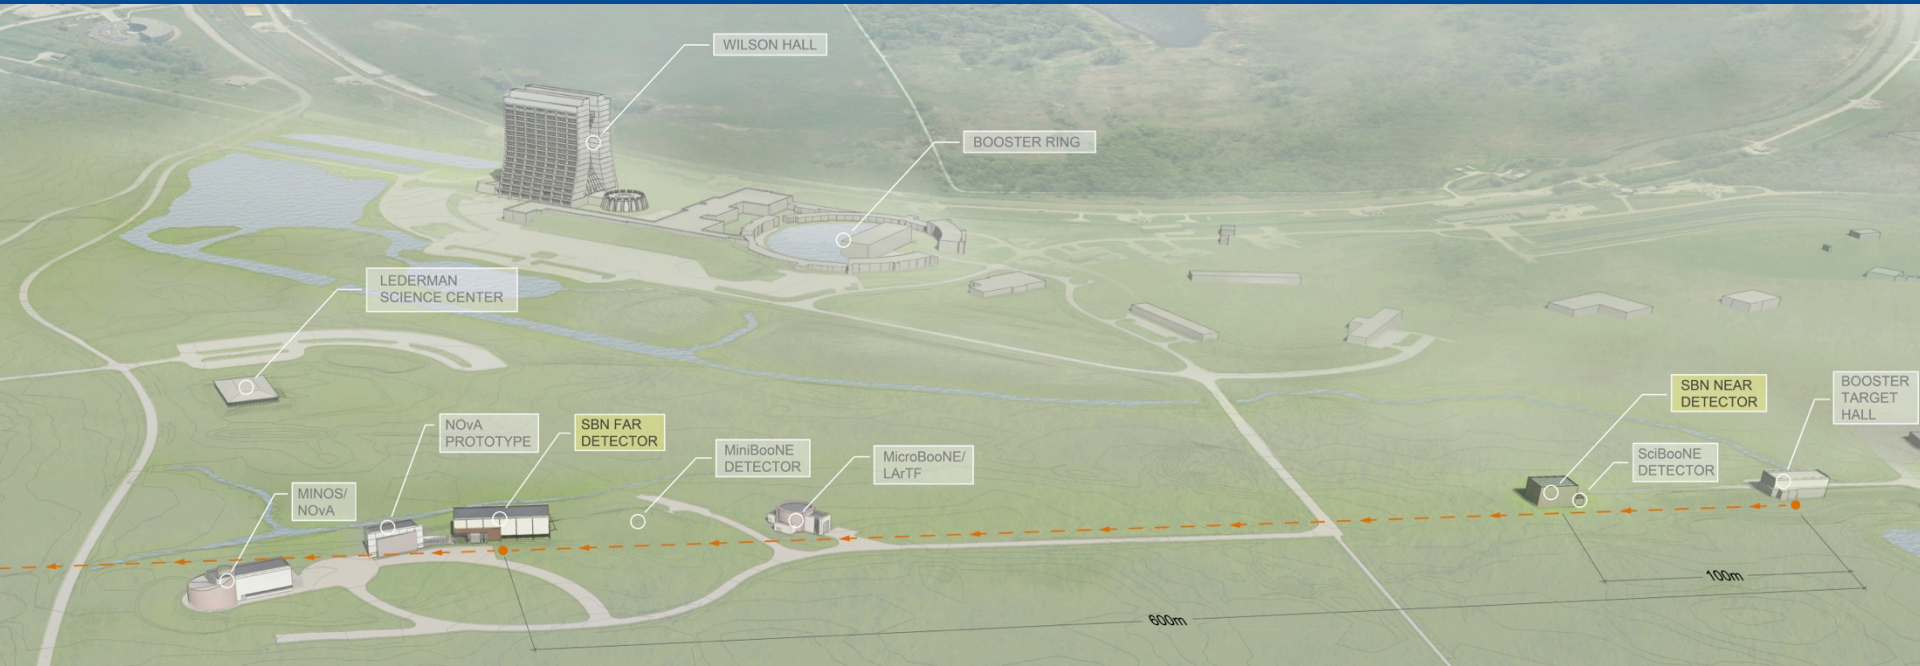 WILSON HALL
BOOSTER RING
LEDERMAN
SCIENCE CENTER
SBN NEAR
DETECTOR
BOOSTER
TARGET
HALL
NOvA
PROTOTYPE
SBN FAR
DETECTOR
MiniBooNE
DETECTOR
MicroBooNE/
LArTF
SciBooNE
DETECTOR
MINOS/
NOvA
100m
600m